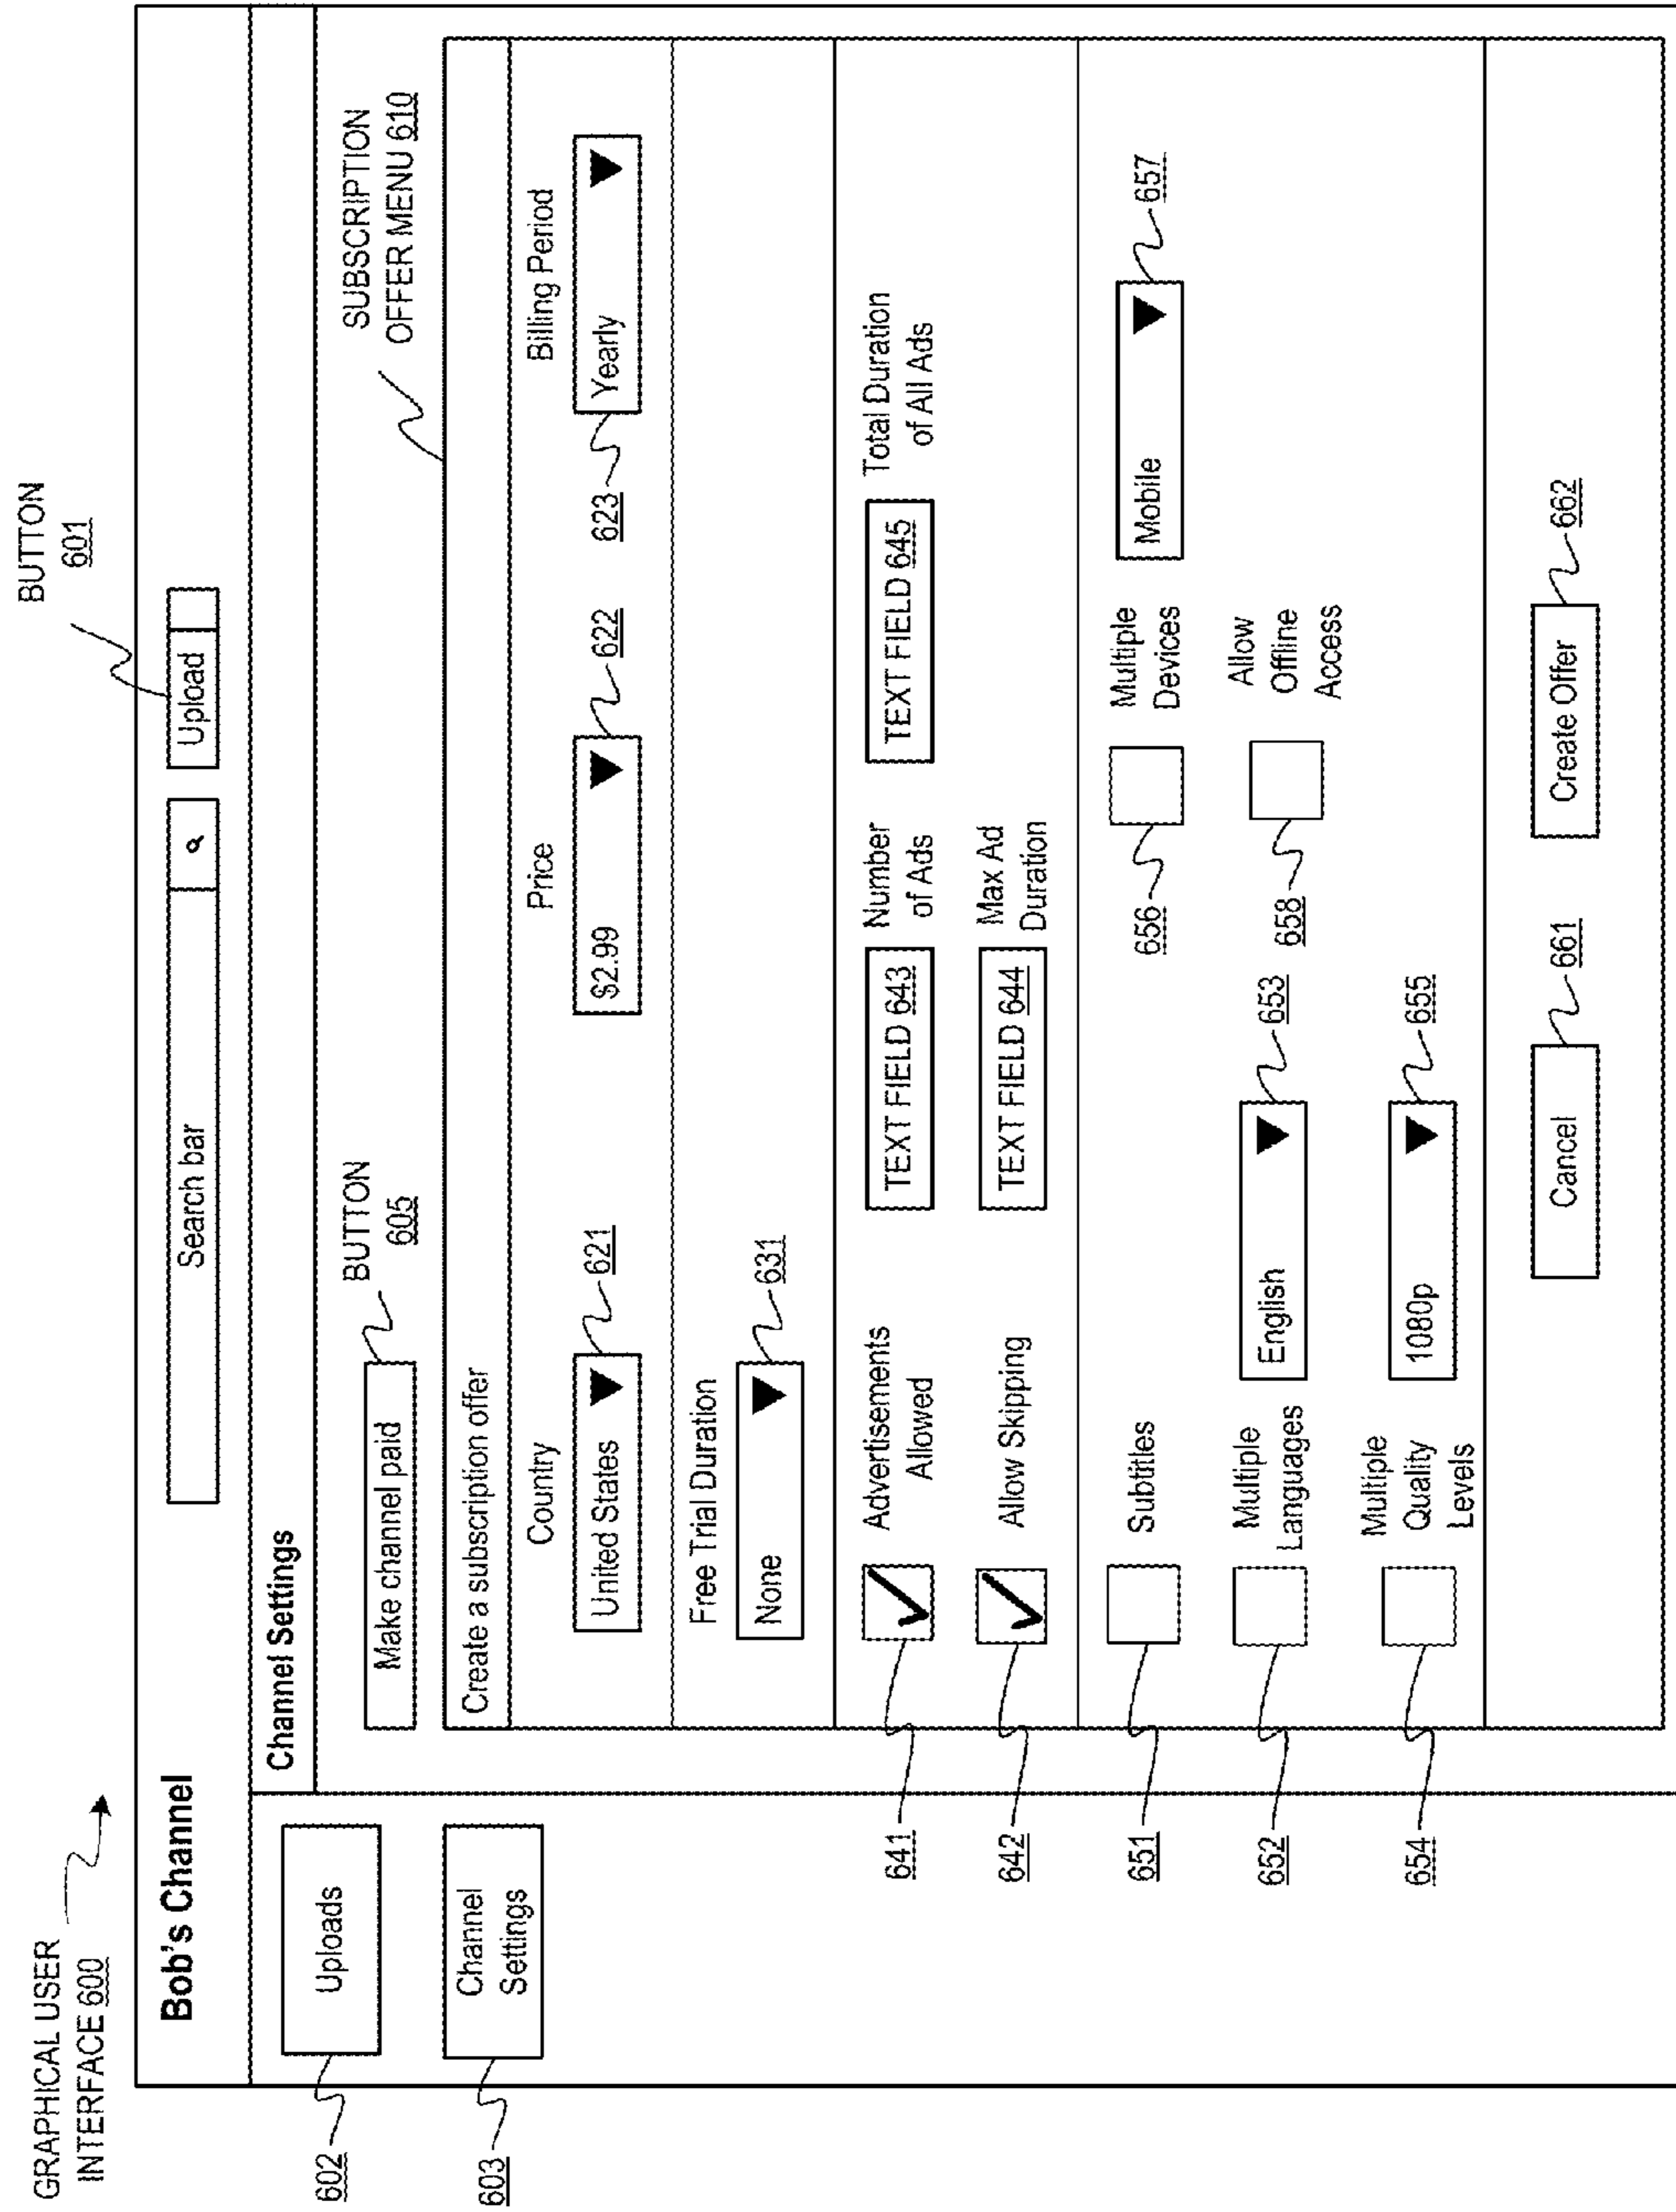 GRAPHICAL USER
INTERFACE 600
BUTTON
601
Bob's Channel
Search bar
Upload
602
Uploads
603
Channel
Settings
Channel Settings
Make channel paid
BUTTON
605
SUBSCRIPTION
OFFER MENU 610
Create a subscription offer
Country
Price
Billing Period
United States
621
$2.99
622
623
Yearly
Free Trial Duration
None
631
641
Advertisements
Allowed
TEXT FIELD 643
Number
of Ads
TEXT FIELD 645
Total Duration
of All Ads
642
Allow Skipping
TEXT FIELD 644
Max Ad
Duration
651
Subtitles
656
Multiple
Devices
Mobile
657
652
Multiple
Languages
English
653
658
Allow
Offline
Access
654
Multiple
Quality
Levels
1080p
655
Cancel
661
Create Offer
662